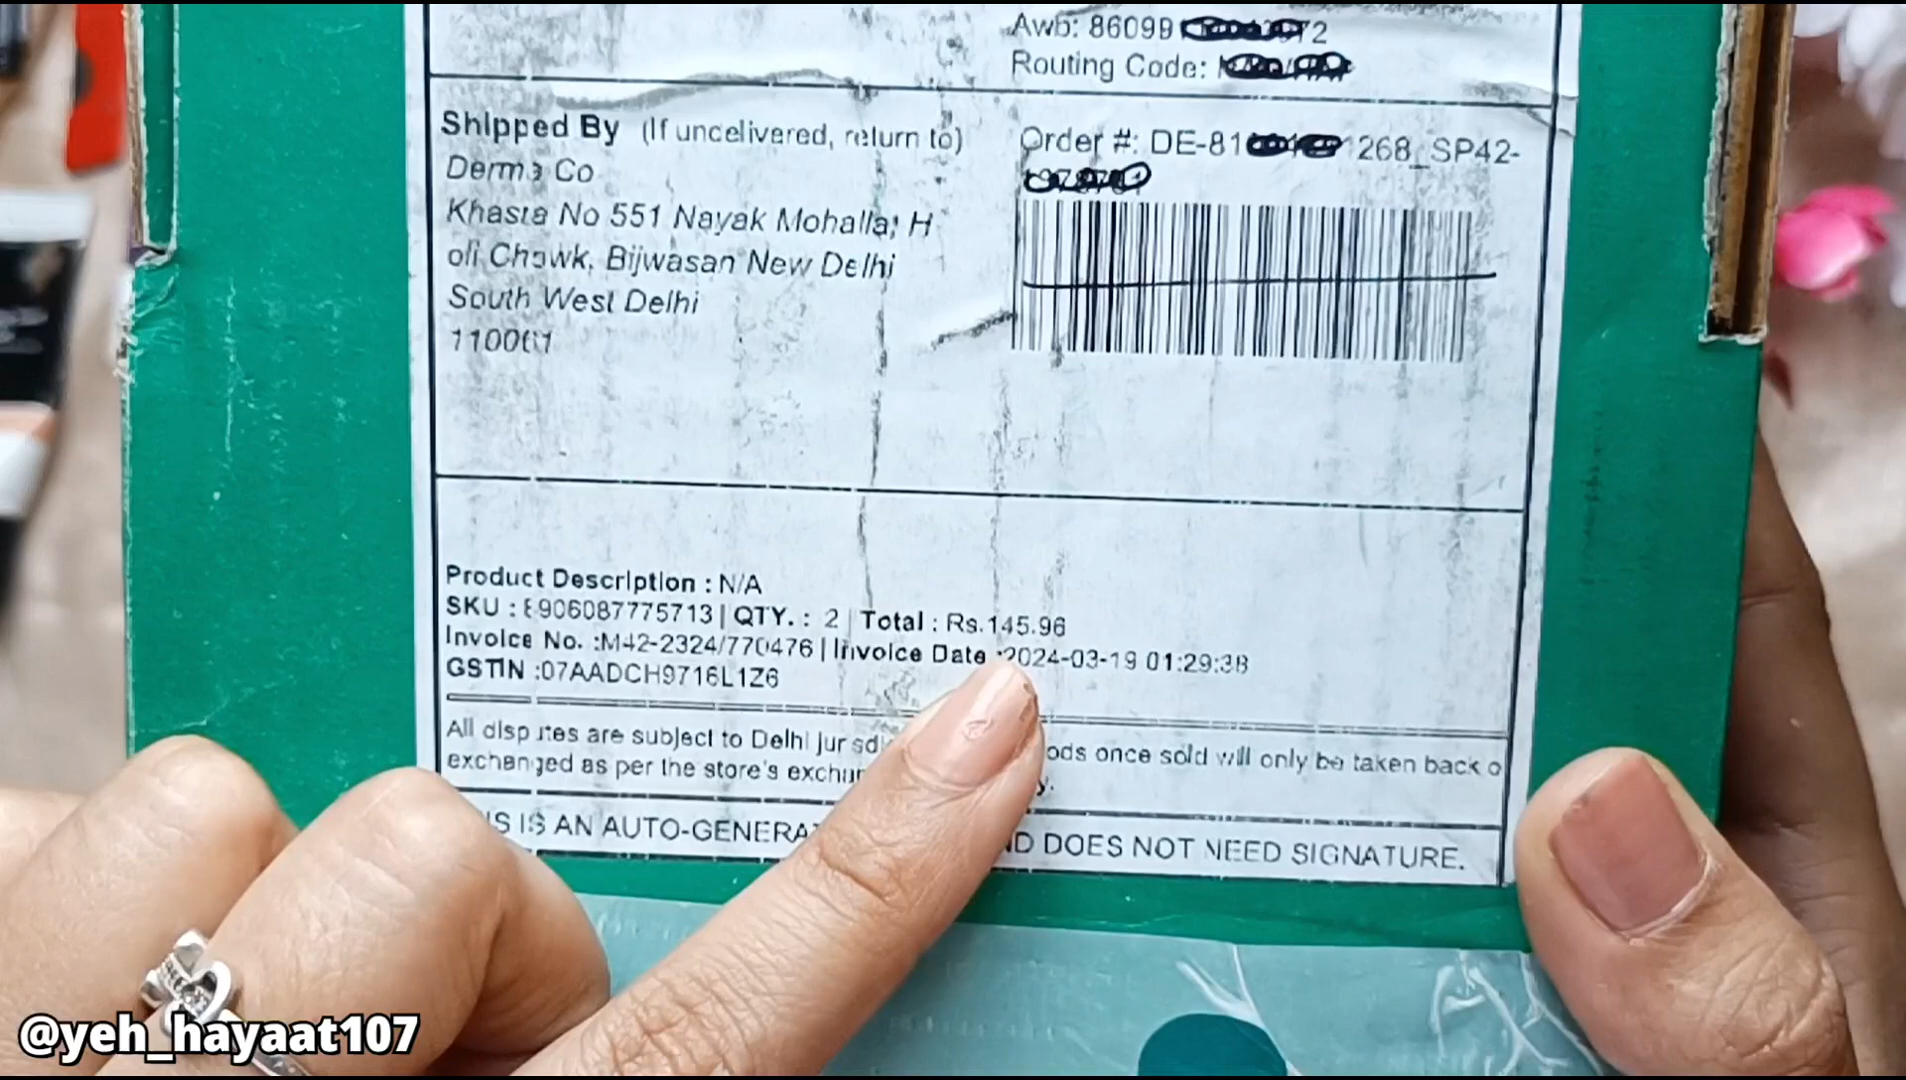 Awb: 86099 72
Routing Code:
Shipped By (If undelivered, return to)
Derma Co
Khasra No 551 Nayak Mohalla, H
oli Chowk, Bijwasan New Delhi
South West Delhi
110061
Order #: DE-81 1268_SP42-
Product Description : N/A
SKU : 8906087775713 | QTY. : 2 | Total : Rs.145.96
Invoice No. :M42-2324/770476 | Invoice Date :2024-03-19 01:29:38
GSTIN :07AADCH9716L1Z6
All disputes are subject to Delhi ods once sold will only be taken back o
exchanged as per the store's
IS IS AN AUTO-GENERA D DOES NOT NEED SIGNATURE.
@yeh_hayaat107